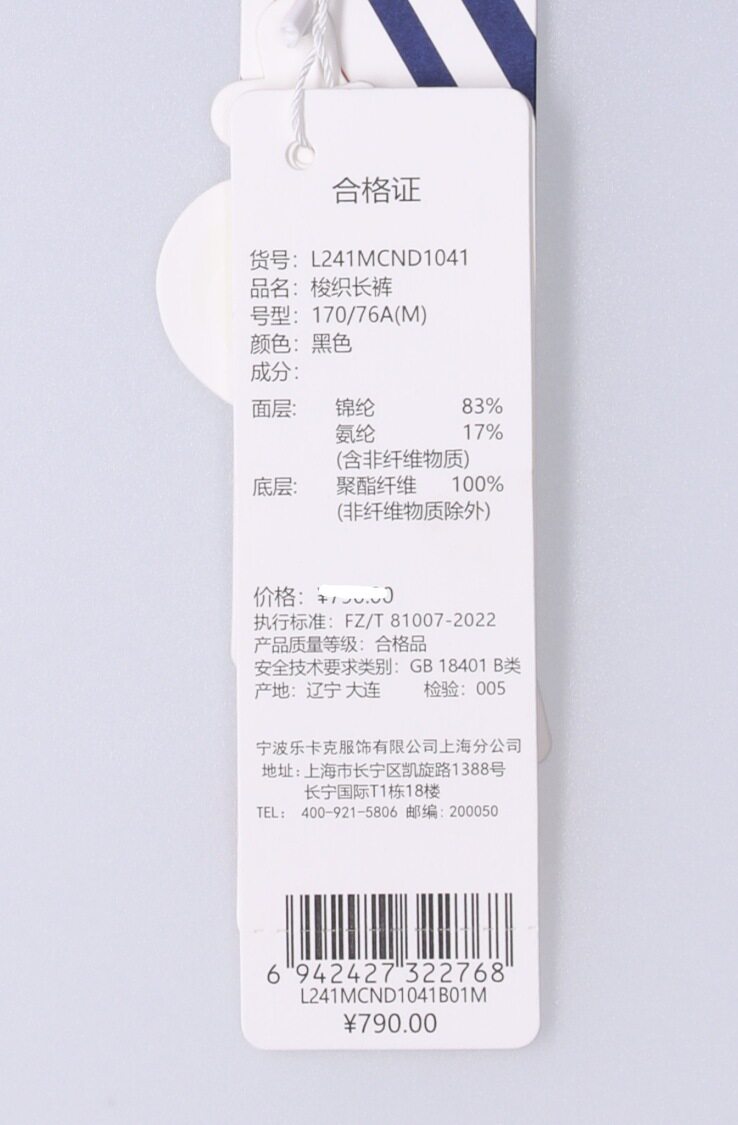 合格证
货号：L241MCND1041
品名：梭织长裤
号型：170/76A(M)
颜色：黑色
成分：
面层： 锦纶 83%
氨纶 17%
(含非纤维物质)
底层： 聚酯纤维 100%
(非纤维物质除外)
价格：
执行标准：FZ/T 81007-2022
产品质量等级：合格品
安全技术要求类别：GB 18401 B类
产地：辽宁 大连 检验：005
宁波乐卡克服饰有限公司上海分公司
地址：上海市长宁区凯旋路1388号
长宁国际T1栋18楼
TEL： 400-921-5806 邮编：200050
6 942427 322768
L241MCND1041B01M
¥790.00